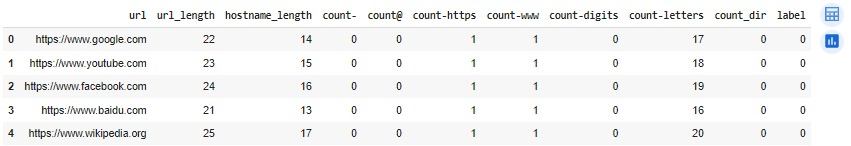 url url_length hostname_length count- count@ count-https count-www count-digits count-letters count_dir label
0 https://www.google.com 22 14 0 0 1 1 0 17 0 0
1 https://www.youtube.com 23 15 0 0 1 1 0 18 0 0
2 https://www.facebook.com 24 16 0 0 1 1 0 19 0 0
3 https://www.baidu.com 21 13 0 0 1 1 0 16 0 0
4 https://www.wikipedia.org 25 17 0 0 1 1 0 20 0 0